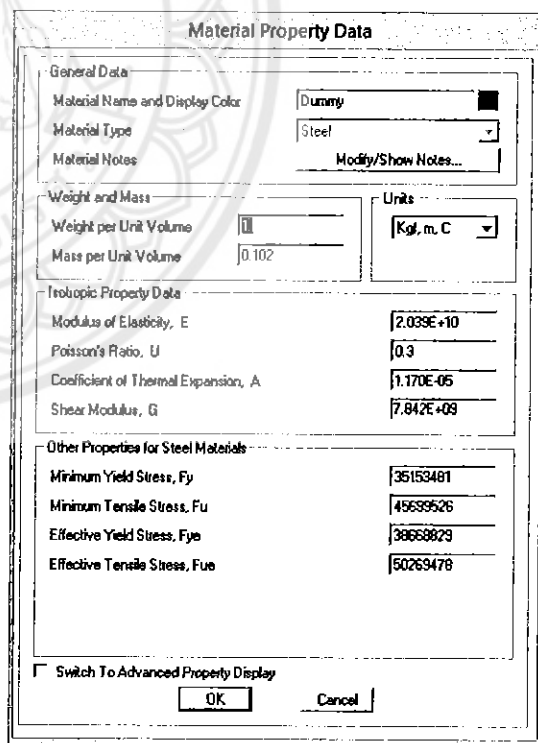 Material Property Data
General Data
Material Name and Display Color Dummy
Material Type Steel
Material Notes Modify/Show Notes...
Weight and Mass Units
Weight per Unit Volume 1 Kgf, m, C
Mass per Unit Volume 0.102
Isotropic Property Data
Modulus of Elasticity, E 2.039E+10
Poisson's Ratio, U 0.3
Coefficient of Thermal Expansion, A 1.170E-05
Shear Modulus, G 7.842E+09
Other Properties for Steel Materials
Minimum Yield Stress, Fy 35153481
Minimum Tensile Stress, Fu 45699526
Effective Yield Stress, Fye 38668829
Effective Tensile Stress, Fue 50269478
Switch To Advanced Property Display
OK Cancel